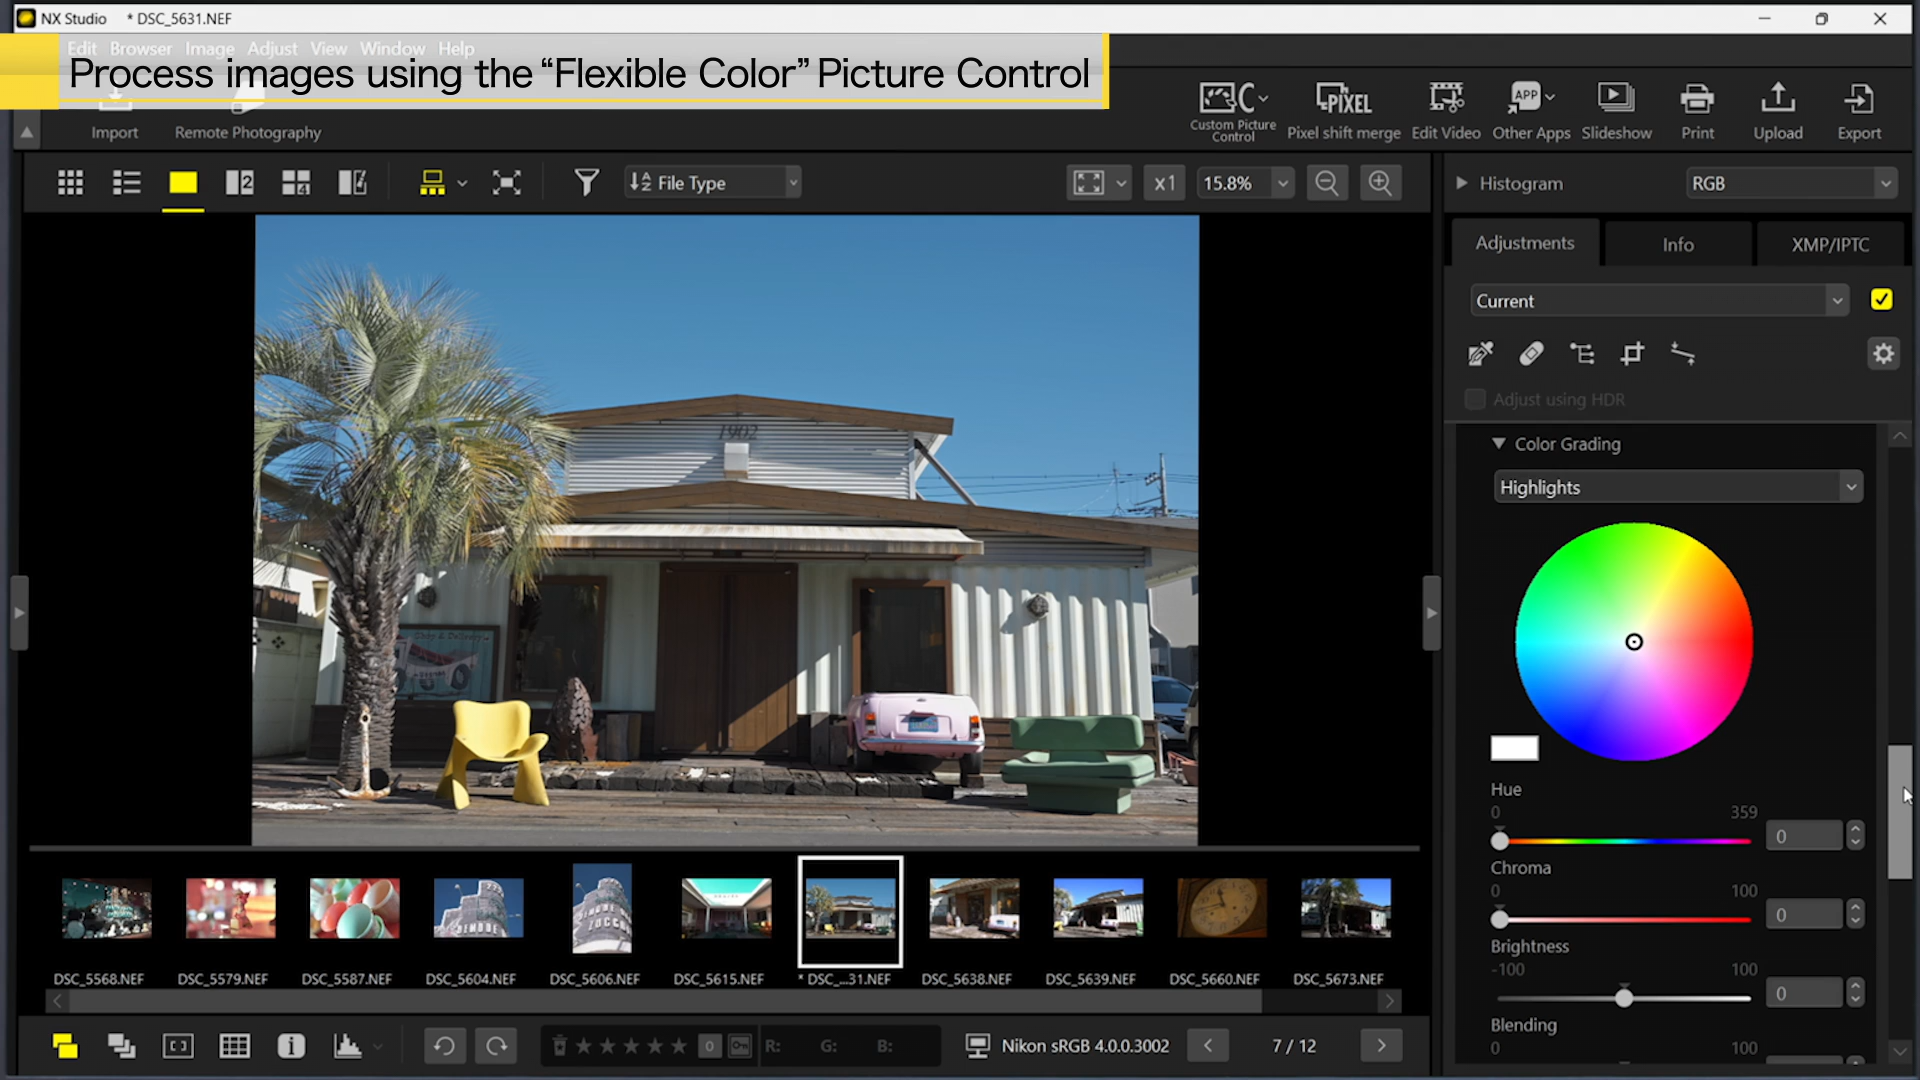 NX Studio * DSC_5631.NEF
Edit Browser Image Adjust View Window Help
Process images using the “Flexible Color” Picture Control
Import
Remote Photography
Custom Picture
Control
PIXEL
Pixel shift merge
Edit Video
APP
Other Apps
Slideshow
Print
Upload
Export
File Type
x1
15.8%
Histogram
RGB
Adjustments
Info
XMP/IPTC
Current
Adjust using HDR
Color Grading
Highlights
1902
Hue
0 359
0
Chroma
0 100
0
Brightness
-100 100
0
Blending
0 100
DSC_5568.NEF
DSC_5579.NEF
DSC_5587.NEF
DSC_5604.NEF
DSC_5606.NEF
DSC_5615.NEF
* DSC_...31.NEF
DSC_5638.NEF
DSC_5639.NEF
DSC_5660.NEF
DSC_5673.NEF
0
R: G: B:
Nikon sRGB 4.0.0.3002
7 / 12